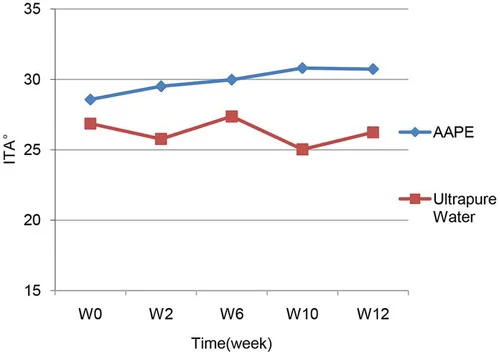 35
30
25
20
15
ITA°
W0 W2 W6 W10 W12
Time(week)
AAPE
Ultrapure
Water